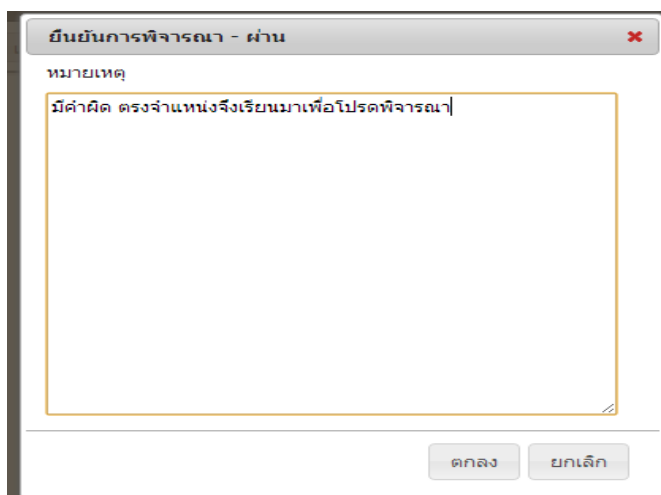 ยืนยันการพิจารณา - ผ่าน
หมายเหตุ
มีคำผิด ตรงจำแหน่งจึงเรียนมาเพื่อโปรดพิจารณา
ตกลง ยกเลิก